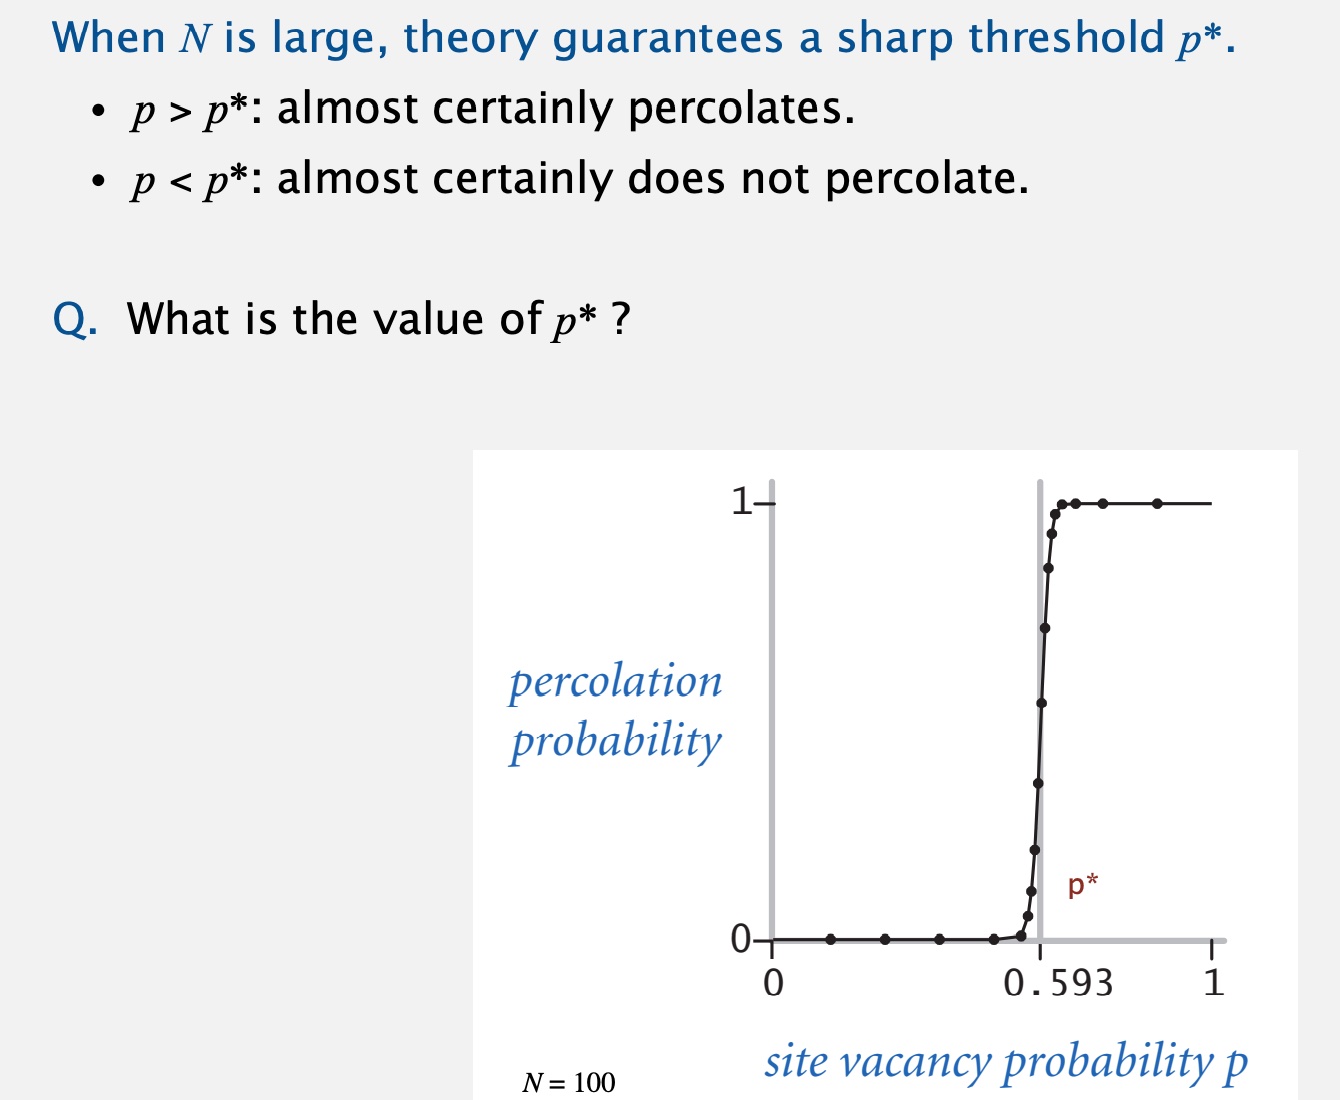 When N is large, theory guarantees a sharp threshold p*.
• p > p*: almost certainly percolates.
• p < p*: almost certainly does not percolate.
Q. What is the value of p* ?
1
percolation
probability
p*
0
0
0.593
1
site vacancy probability p
N = 100